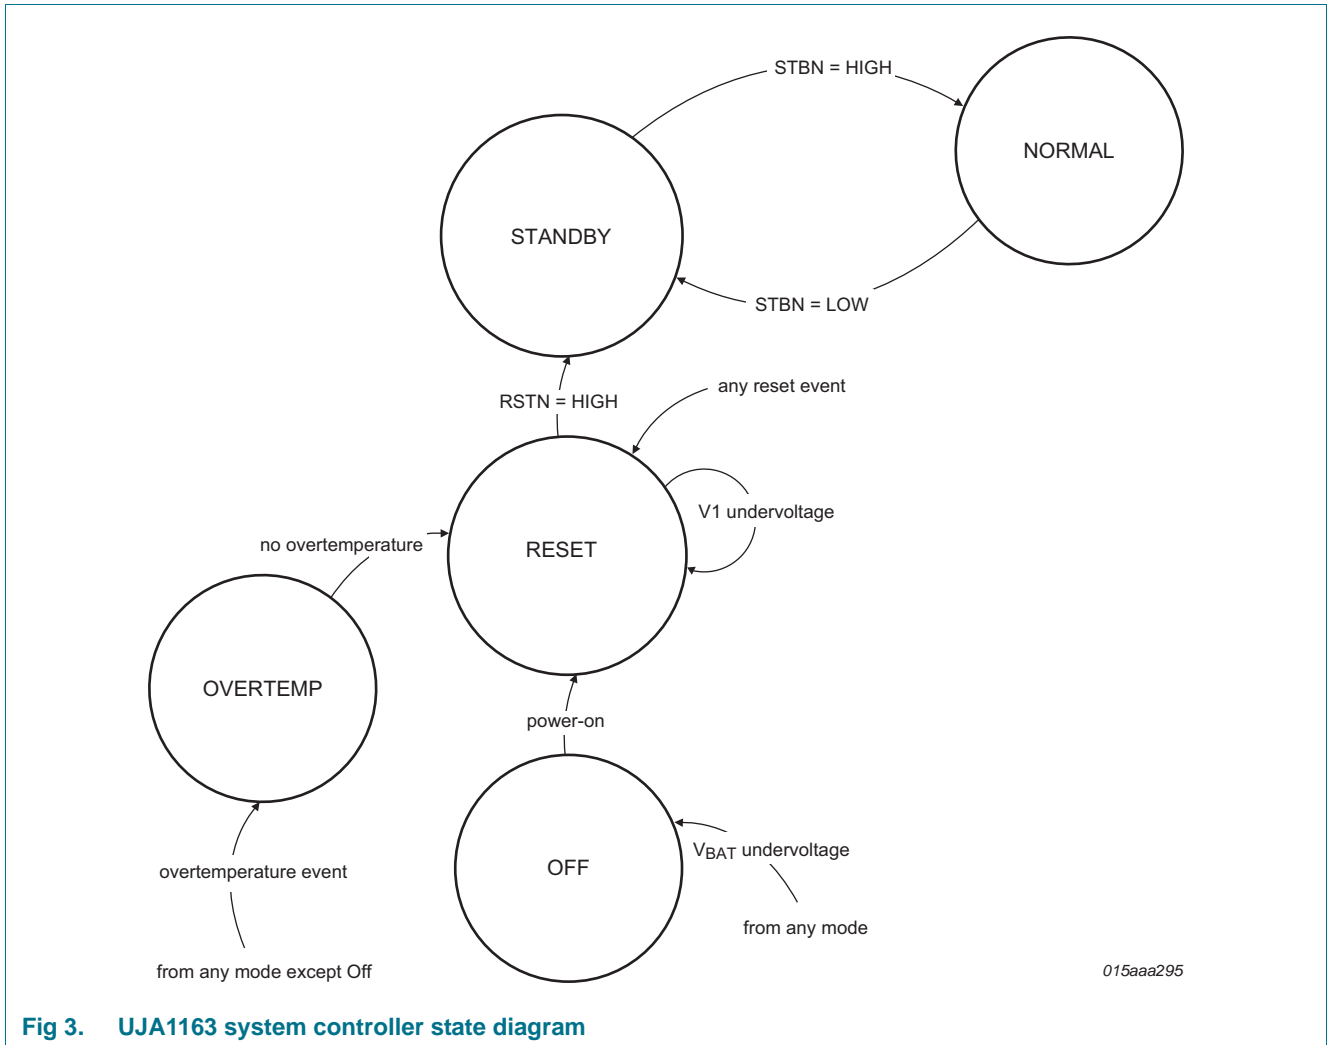 STBN = HIGH
NORMAL
STANDBY
STBN = LOW
any reset event
RSTN = HIGH
V1 undervoltage
no overtemperature
RESET
OVERTEMP
power-on
VBAT undervoltage
overtemperature event
OFF
from any mode
from any mode except Off
015aaa295
Fig 3. UJA1163 system controller state diagram